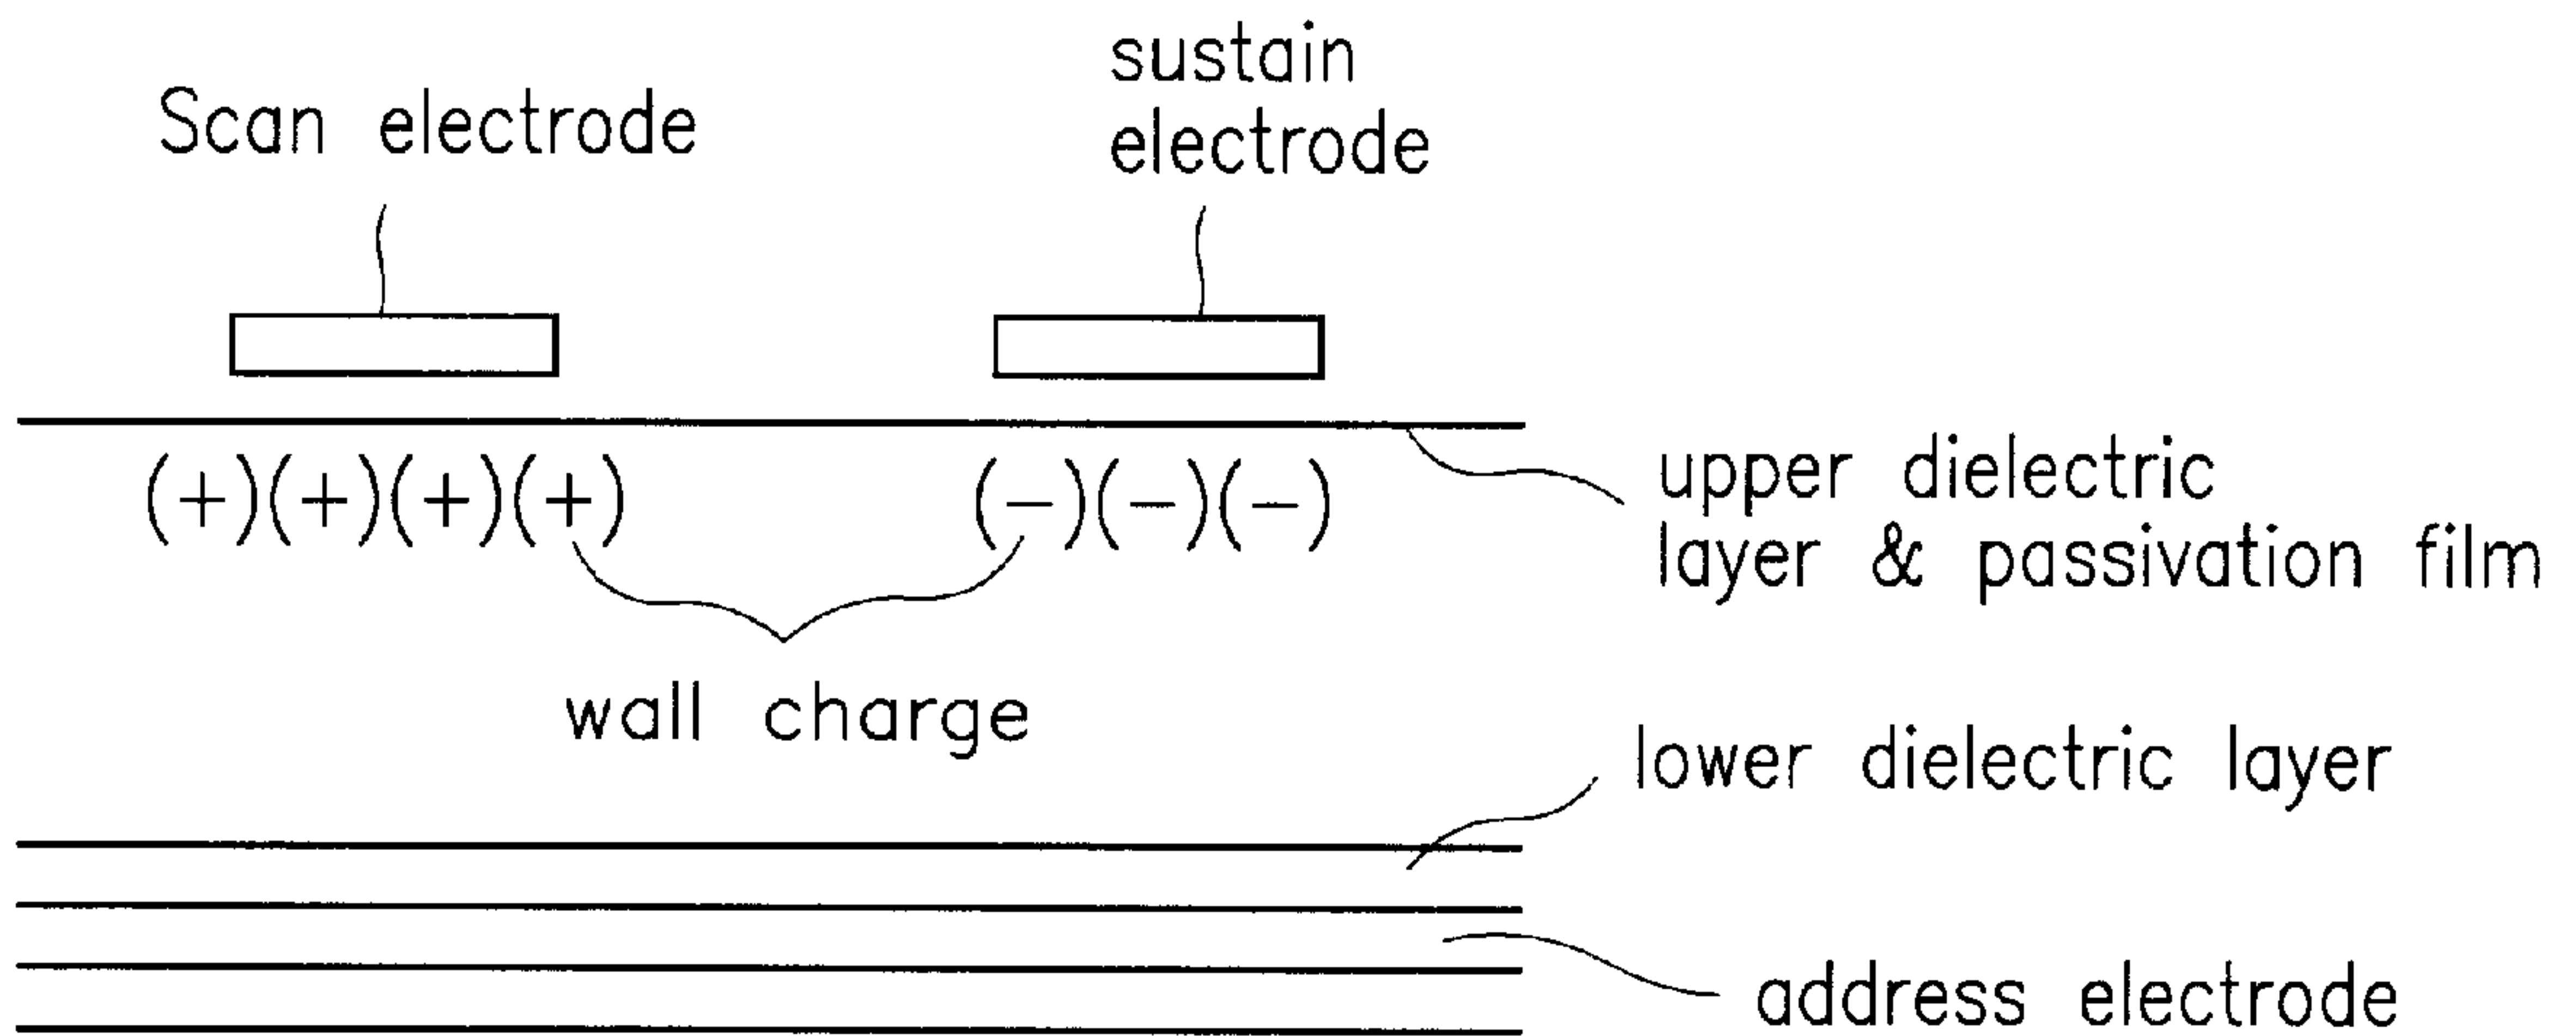 Scan electrode
sustain
electrode
(+)(+)(+)(+)
(-)(-)(-)
upper dielectric
layer & passivation film
wall charge
lower dielectric layer
address electrode